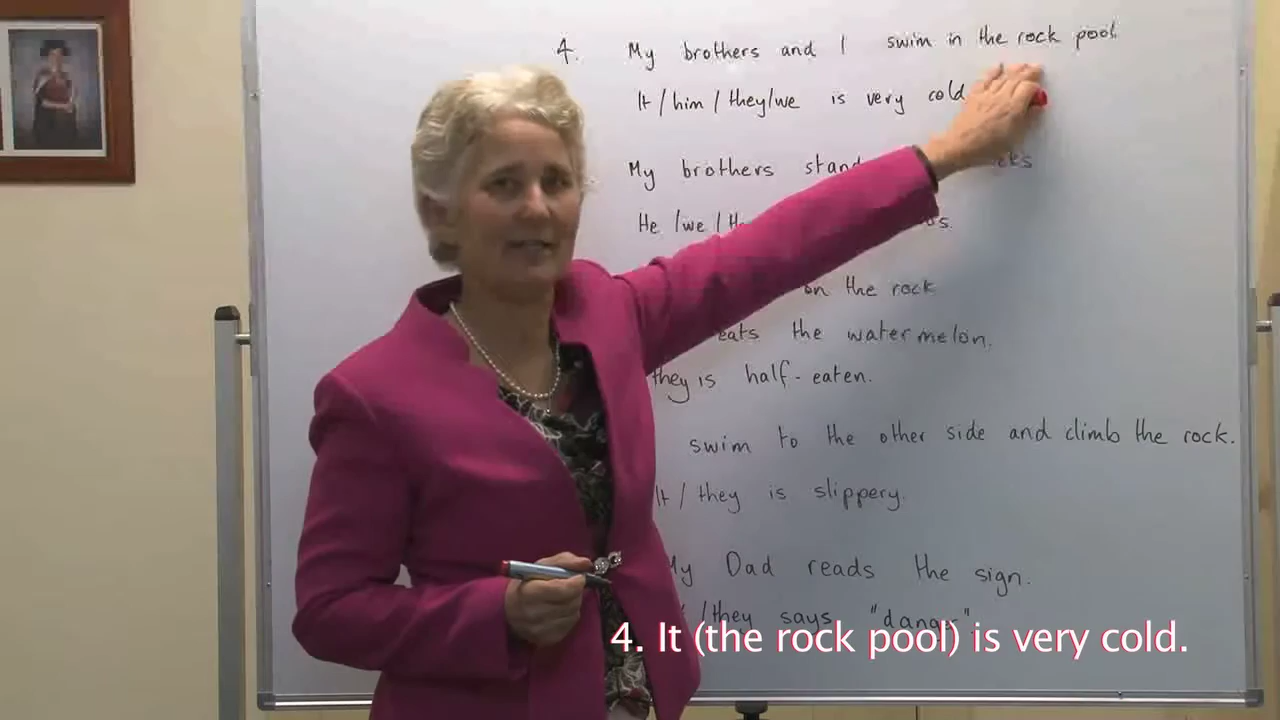 4. My brothers and I swim in the rock pool.
It / him / they/we is very cold
My brothers stand
He /we /
on the rock
eats the watermelon.
they is half-eaten.
swim to the other side and climb the rock.
It / they is slippery.
My Dad reads the sign.
/they says "danger".
4. It (the rock pool) is very cold.